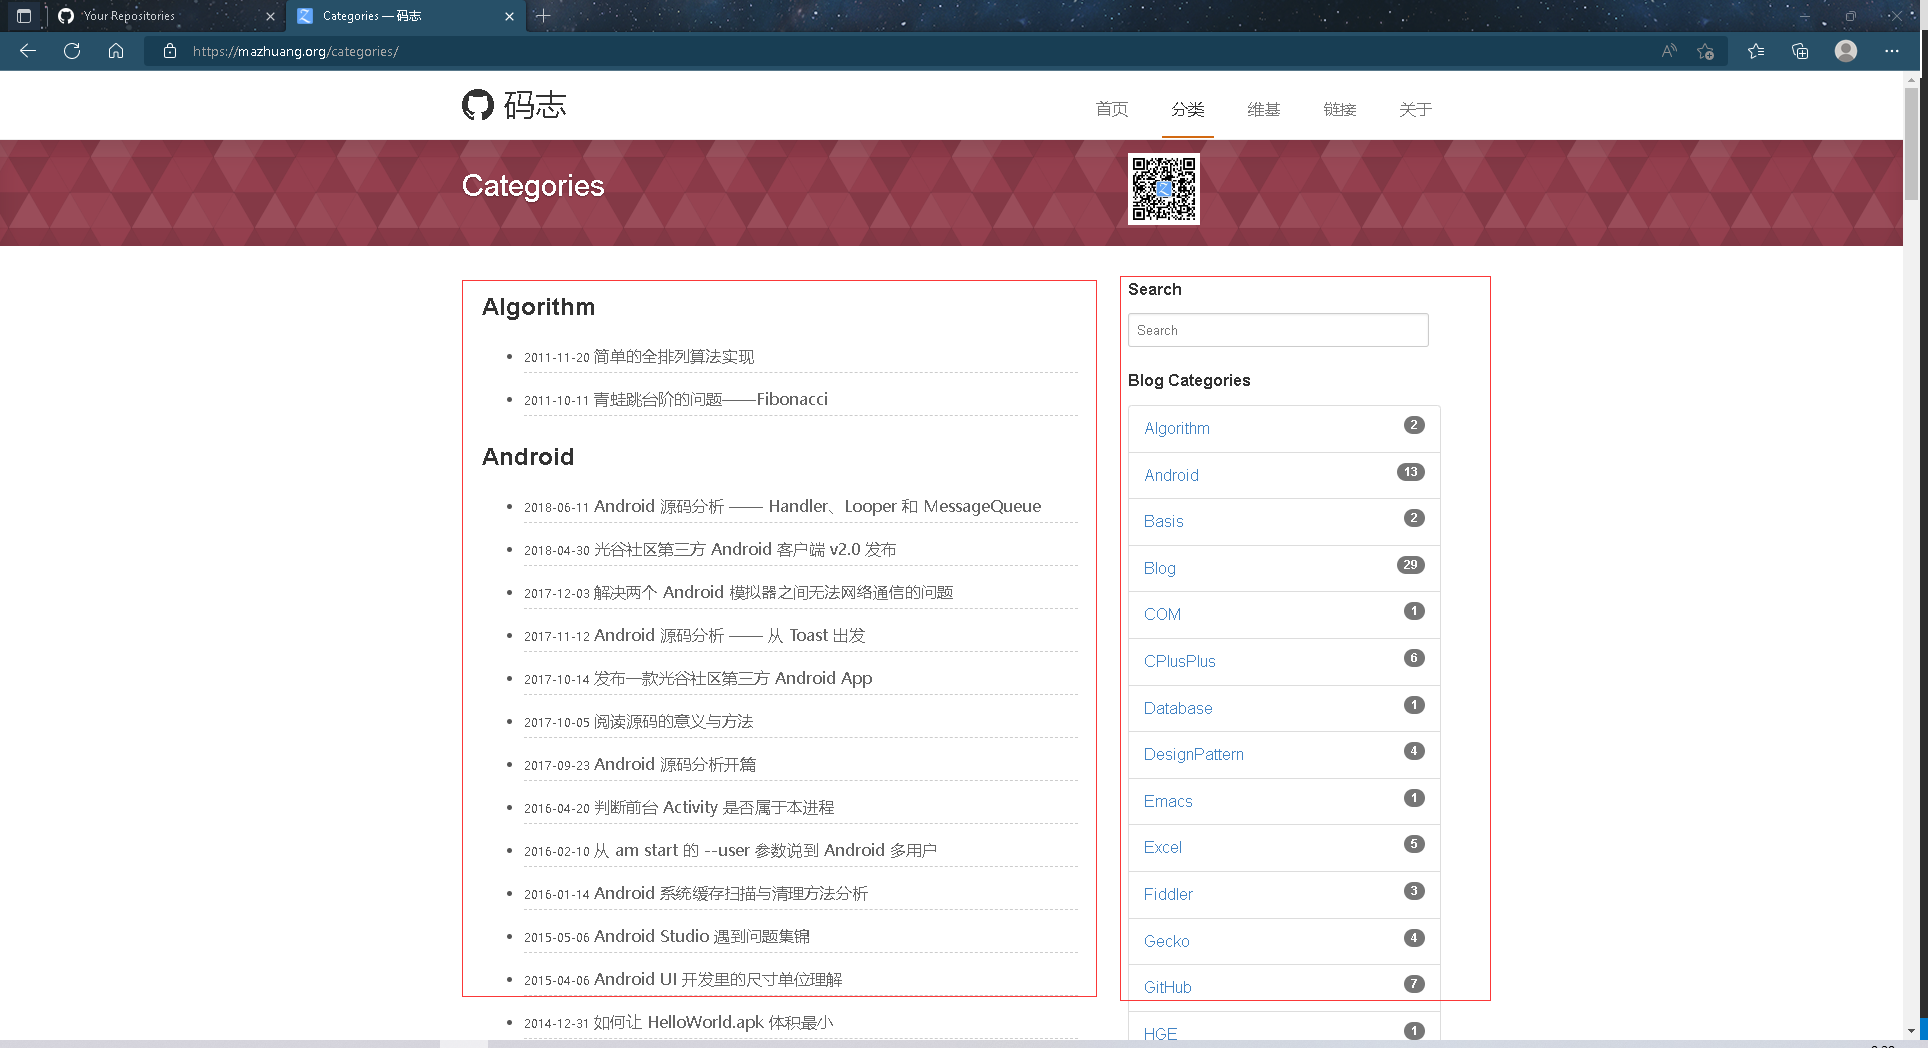 Your Repositories
Categories — 码志
https://mazhuang.org/categories/
码志
首页 分类 维基 链接 关于
Categories
Algorithm
2011-11-20 简单的全排列算法实现
2011-10-11 青蛙跳台阶的问题——Fibonacci
Android
2018-06-11 Android 源码分析 —— Handler、Looper 和 MessageQueue
2018-04-30 光谷社区第三方 Android 客户端 v2.0 发布
2017-12-03 解决两个 Android 模拟器之间无法网络通信的问题
2017-11-12 Android 源码分析 —— 从 Toast 出发
2017-10-14 发布一款光谷社区第三方 Android App
2017-10-05 阅读源码的意义与方法
2017-09-23 Android 源码分析开篇
2016-04-20 判断前台 Activity 是否属于本进程
2016-02-10 从 am start 的 --user 参数说到 Android 多用户
2016-01-14 Android 系统缓存扫描与清理方法分析
2015-05-06 Android Studio 遇到问题集锦
2015-04-06 Android UI 开发里的尺寸单位理解
2014-12-31 如何让 HelloWorld.apk 体积最小
Search
Search
Blog Categories
Algorithm 2
Android 13
Basis 2
Blog 29
COM 1
CPlusPlus 6
Database 1
DesignPattern 4
Emacs 1
Excel 5
Fiddler 3
Gecko 4
GitHub 7
HGE 1